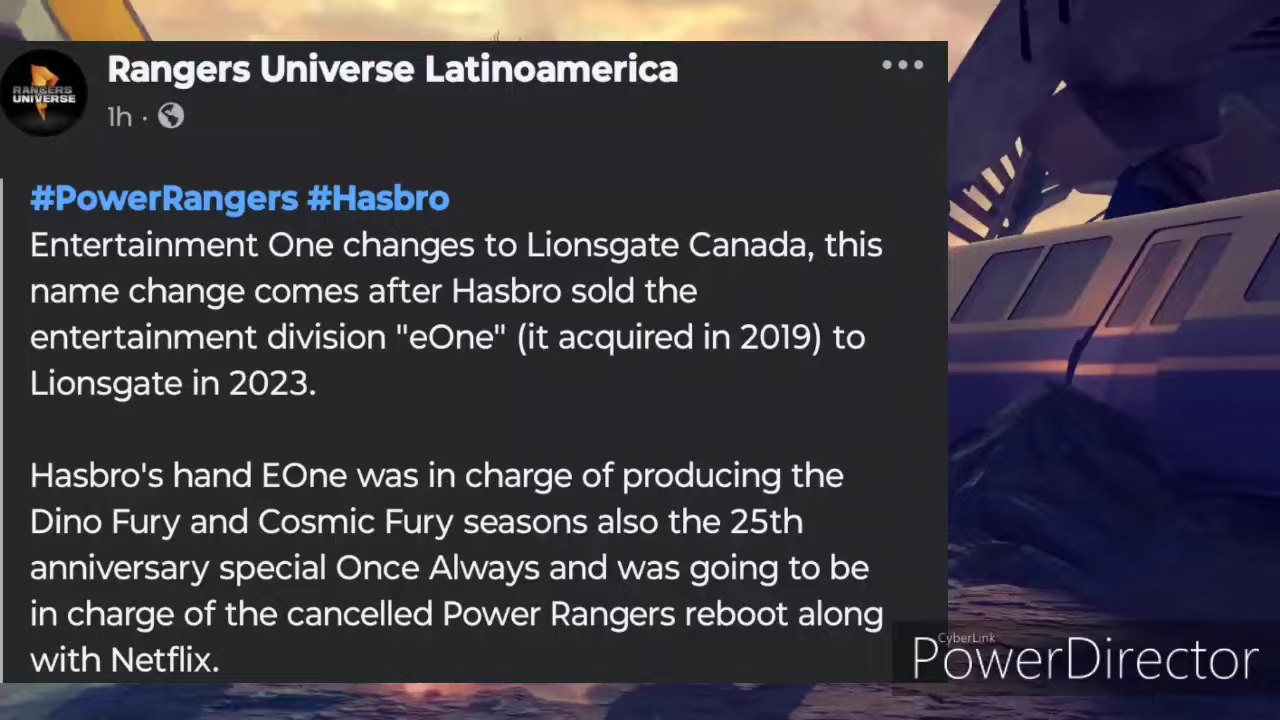 Rangers Universe Latinoamerica
RANGERS
UNIVERSE
1h ·
#PowerRangers #Hasbro
Entertainment One changes to Lionsgate Canada, this
name change comes after Hasbro sold the
entertainment division "eOne" (it acquired in 2019) to
Lionsgate in 2023.
Hasbro's hand EOne was in charge of producing the
Dino Fury and Cosmic Fury seasons also the 25th
anniversary special Once Always and was going to be
in charge of the cancelled Power Rangers reboot along
with Netflix.
CyberLink
PowerDirector